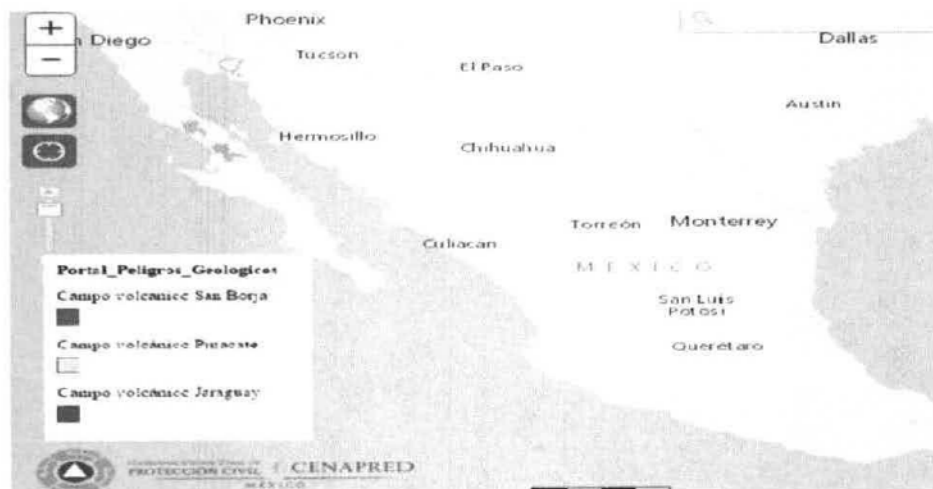 +
Phoenix
Diego
Dallas
−
Tucson
El Paso
Austin
Hermosillo
Chihuahua
Torreón
Monterrey
Culiacan
MEXICO
San Luis
Potosí
Querétaro
Portal_Peligros_Geologicos
Campo volcánico San Borja
Campo volcánico Pinacate
Campo volcánico Jaraguay
PROTECCIÓN CIVIL
CENAPRED
MÉXICO